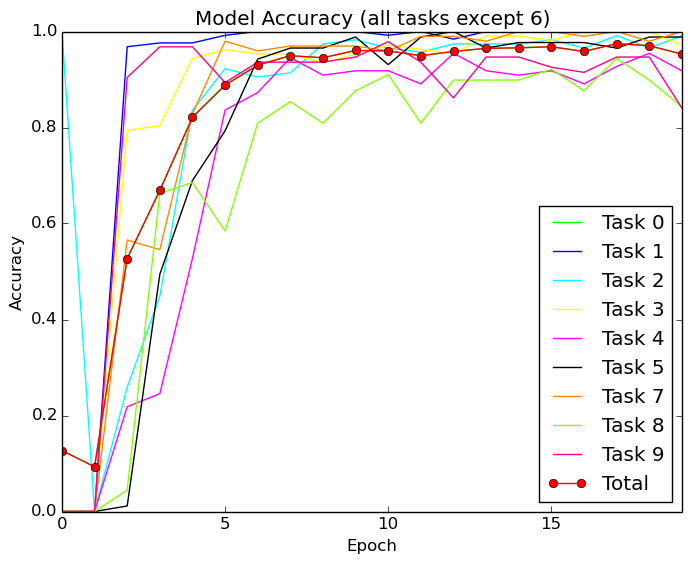 Model Accuracy (all tasks except 6)
1.0
0.8
0.6
0.4
0.2
0.0
Accuracy
0
5
10
15
Epoch
Task 0
Task 1
Task 2
Task 3
Task 4
Task 5
Task 7
Task 8
Task 9
Total